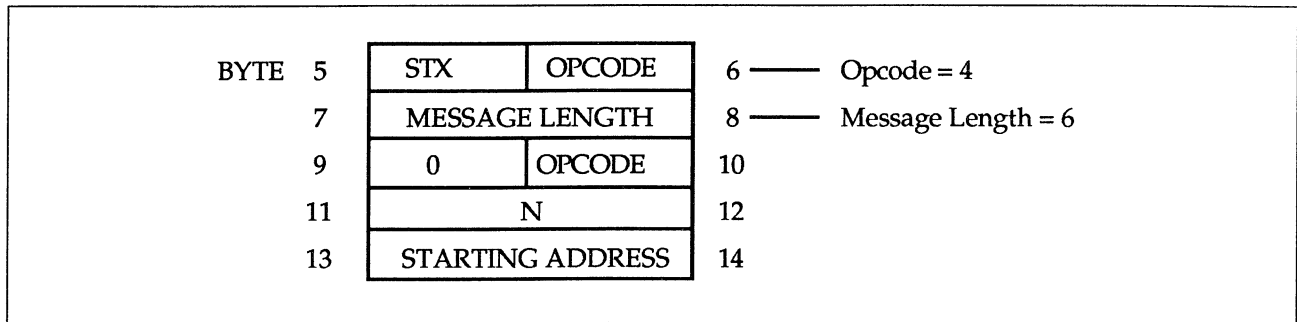 BYTE 5 STX OPCODE 6 Opcode = 4
7 MESSAGE LENGTH 8 Message Length = 6
9 0 OPCODE 10
11 N 12
13 STARTING ADDRESS 14